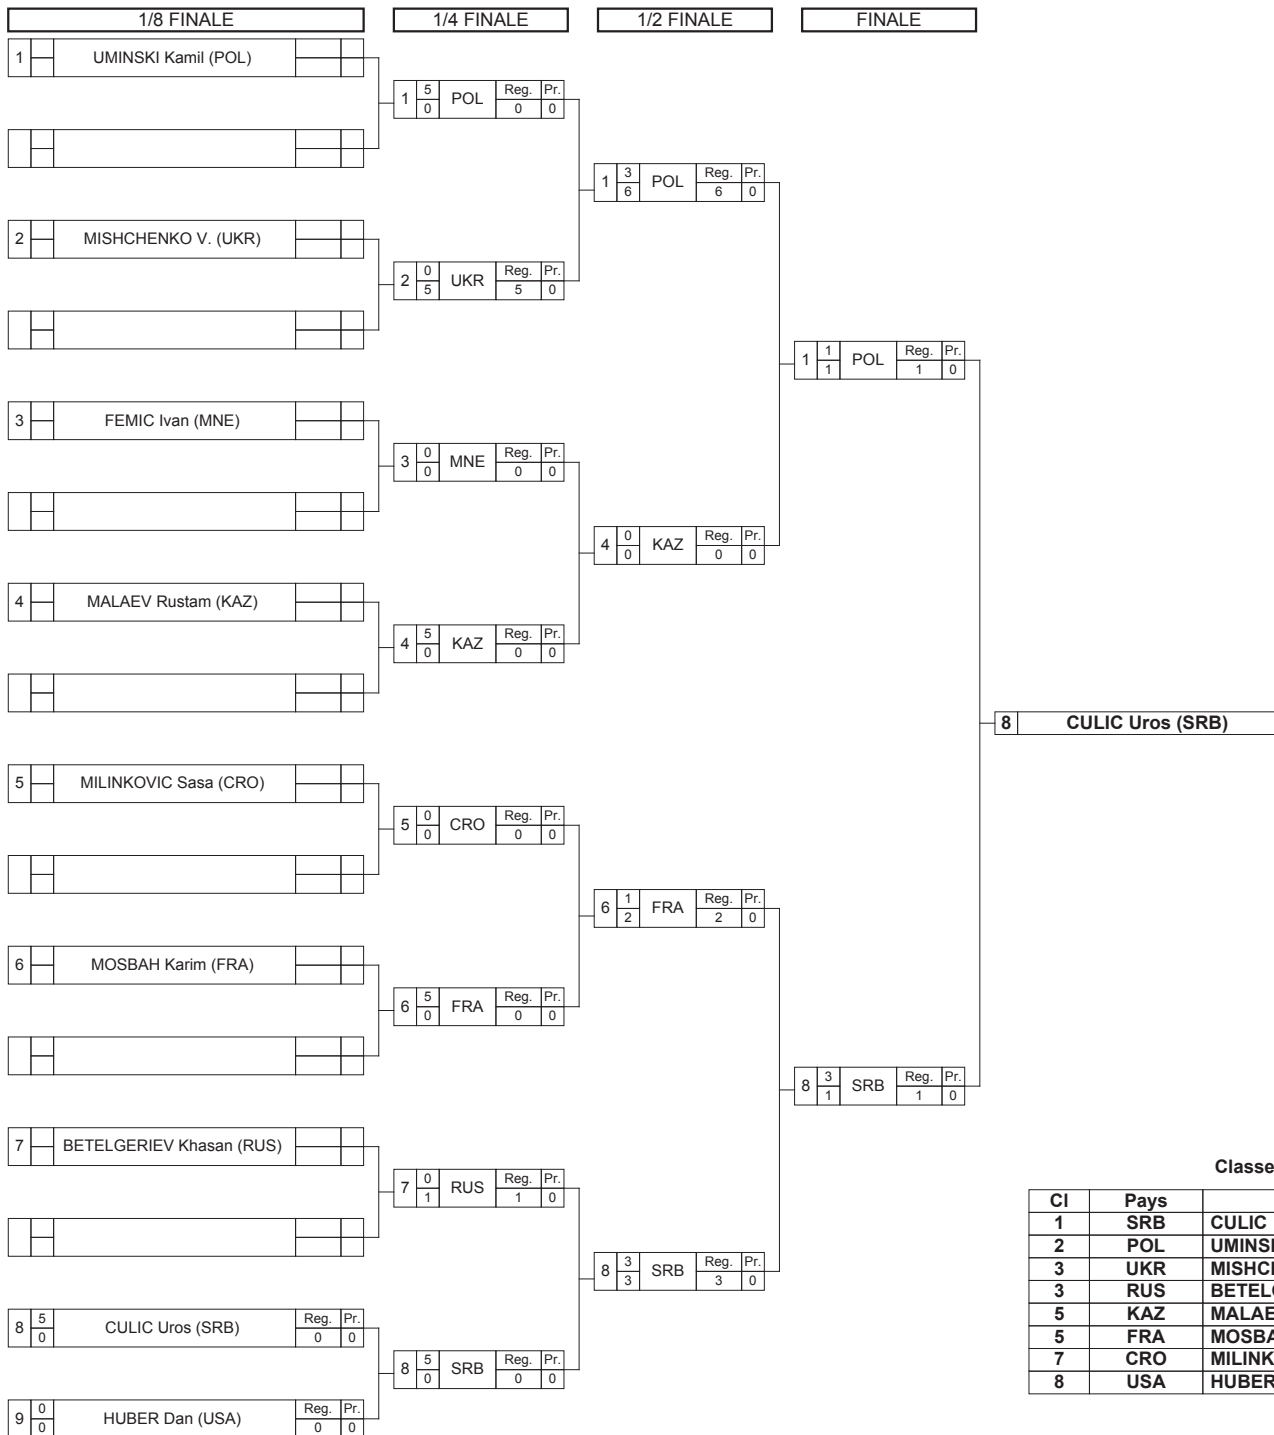 1/8 FINALE 1/4 FINALE 1/2 FINALE FINALE
1 UMINSKI Kamil (POL)
1 5 0 POL Reg. Pr. 0 0
1 3 6 POL Reg. Pr. 6 0
2 MISHCHENKO V. (UKR)
2 0 5 UKR Reg. Pr. 5 0
1 1 1 POL Reg. Pr. 1 0
3 FEMIC Ivan (MNE)
3 0 0 MNE Reg. Pr. 0 0
4 0 0 KAZ Reg. Pr. 0 0
4 MALAEV Rustam (KAZ)
4 5 0 KAZ Reg. Pr. 0 0
8 CULIC Uros (SRB)
5 MILINKOVIC Sasa (CRO)
5 0 0 CRO Reg. Pr. 0 0
6 1 2 FRA Reg. Pr. 2 0
6 MOSBAH Karim (FRA)
6 5 0 FRA Reg. Pr. 0 0
8 3 1 SRB Reg. Pr. 1 0
7 BETELGERIEV Khasan (RUS)
7 0 1 RUS Reg. Pr. 1 0
8 3 3 SRB Reg. Pr. 3 0
8 5 0 CULIC Uros (SRB) Reg. Pr. 0 0
8 5 0 SRB Reg. Pr. 0 0
9 0 0 HUBER Dan (USA) Reg. Pr. 0 0
Classe
Cl Pays
1 SRB CULIC
2 POL UMINS
3 UKR MISHC
3 RUS BETEL
5 KAZ MALAE
5 FRA MOSBA
7 CRO MILINK
8 USA HUBER